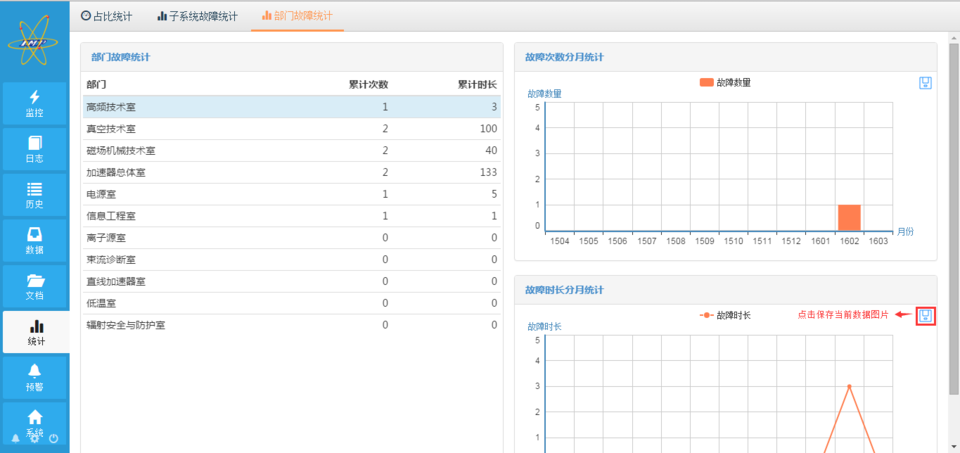 占比统计 子系统故障统计 部门故障统计
监控
日志
历史
数据
文档
统计
预警
系统
部门故障统计
部门 累计次数 累计时长
高频技术室 1 3
真空技术室 2 100
磁场机械技术室 2 40
加速器总体室 2 133
电源室 1 5
信息工程室 1 1
离子源室 0 0
束流诊断室 0 0
直线加速器室 0 0
低温室 0 0
辐射安全与防护室 0 0
故障次数分月统计
故障数量
故障数量
5
4
3
2
1
0
1504 1505 1506 1507 1508 1509 1510 1511 1512 1601 1602 1603
月份
故障时长分月统计
故障时长
点击保存当前数据图片
故障时长
5
4
3
2
1